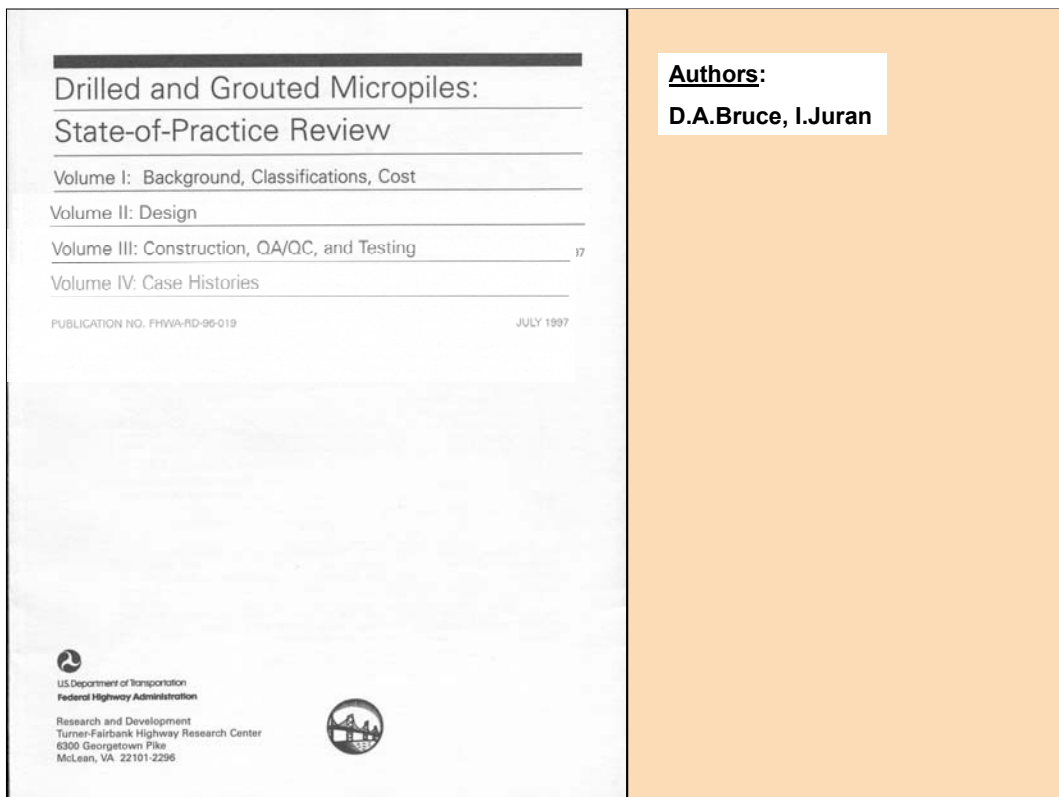 Drilled and Grouted Micropiles:
State-of-Practice Review
Volume I: Background, Classifications, Cost
Volume II: Design
Volume III: Construction, QA/QC, and Testing
97
Volume IV: Case Histories
PUBLICATION NO. FHWA-RD-96-019 JULY 1997
U.S. Department of Transportation
Federal Highway Administration
Research and Development
Turner-Fairbank Highway Research Center
6300 Georgetown Pike
McLean, VA 22101-2296
Authors:
D.A.Bruce, I.Juran